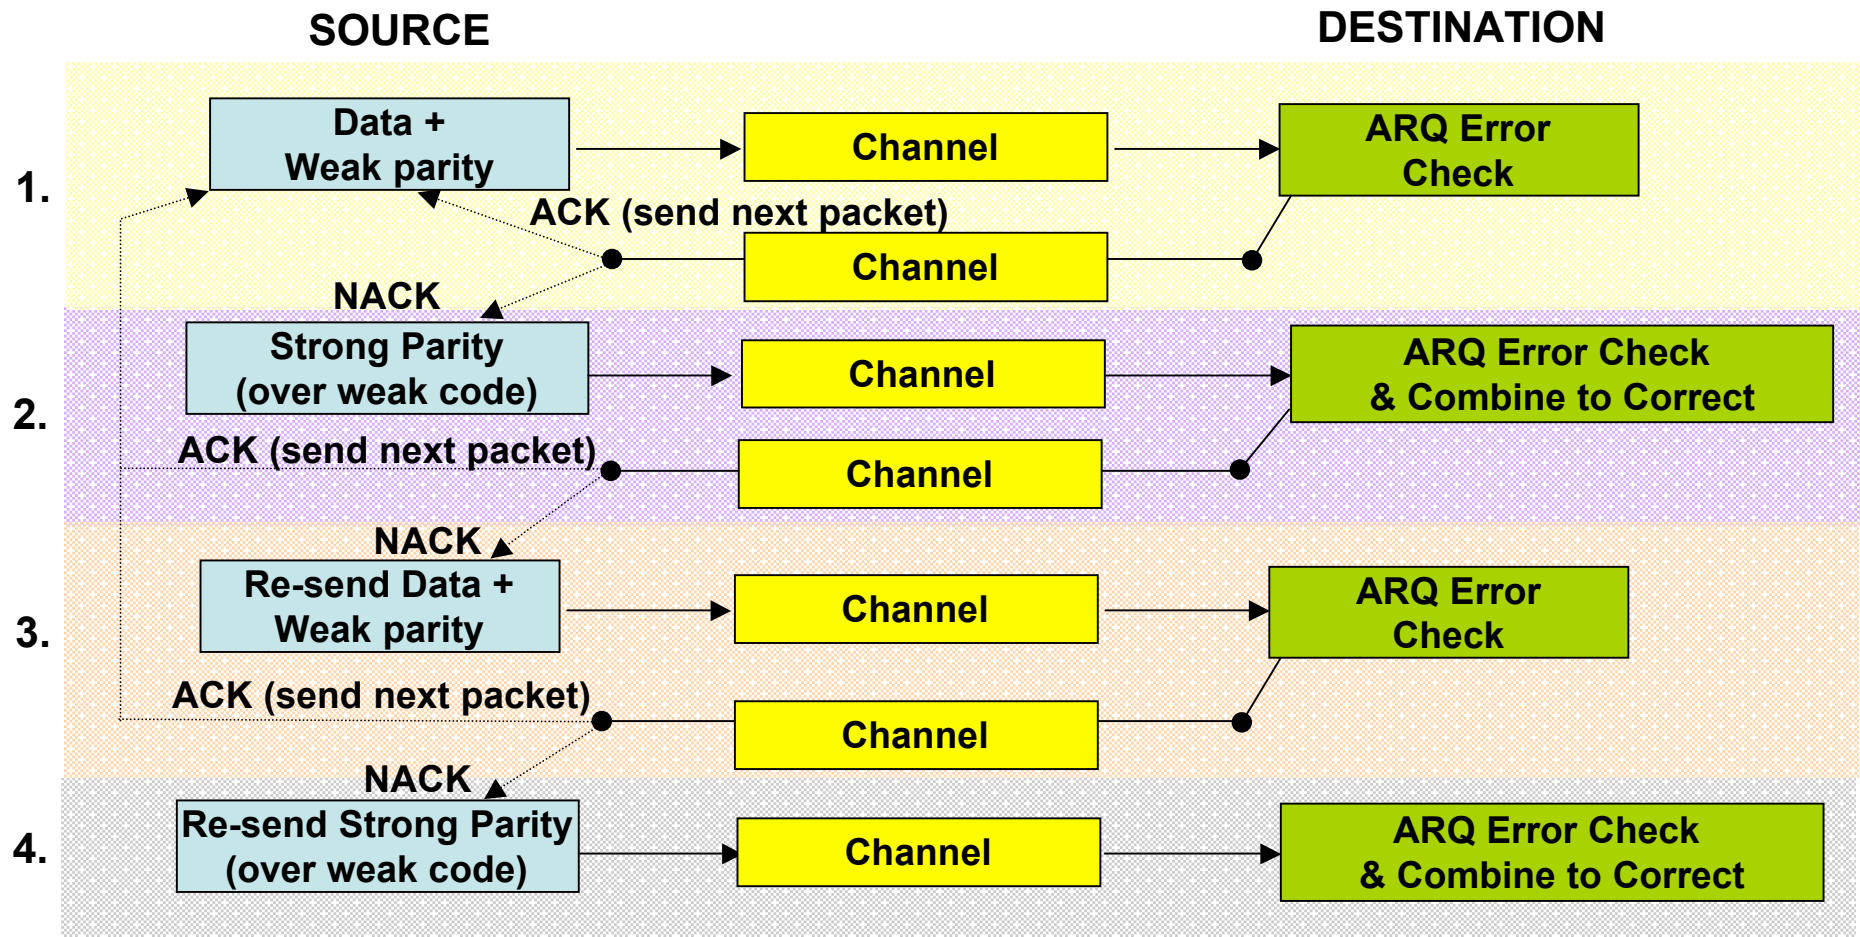 SOURCE
DESTINATION
1.
Data +
Weak parity
Channel
ARQ Error
Check
ACK (send next packet)
Channel
NACK
2.
Strong Parity
(over weak code)
Channel
ARQ Error Check
& Combine to Correct
ACK (send next packet)
Channel
NACK
3.
Re-send Data +
Weak parity
Channel
ARQ Error
Check
ACK (send next packet)
Channel
NACK
4.
Re-send Strong Parity
(over weak code)
Channel
ARQ Error Check
& Combine to Correct